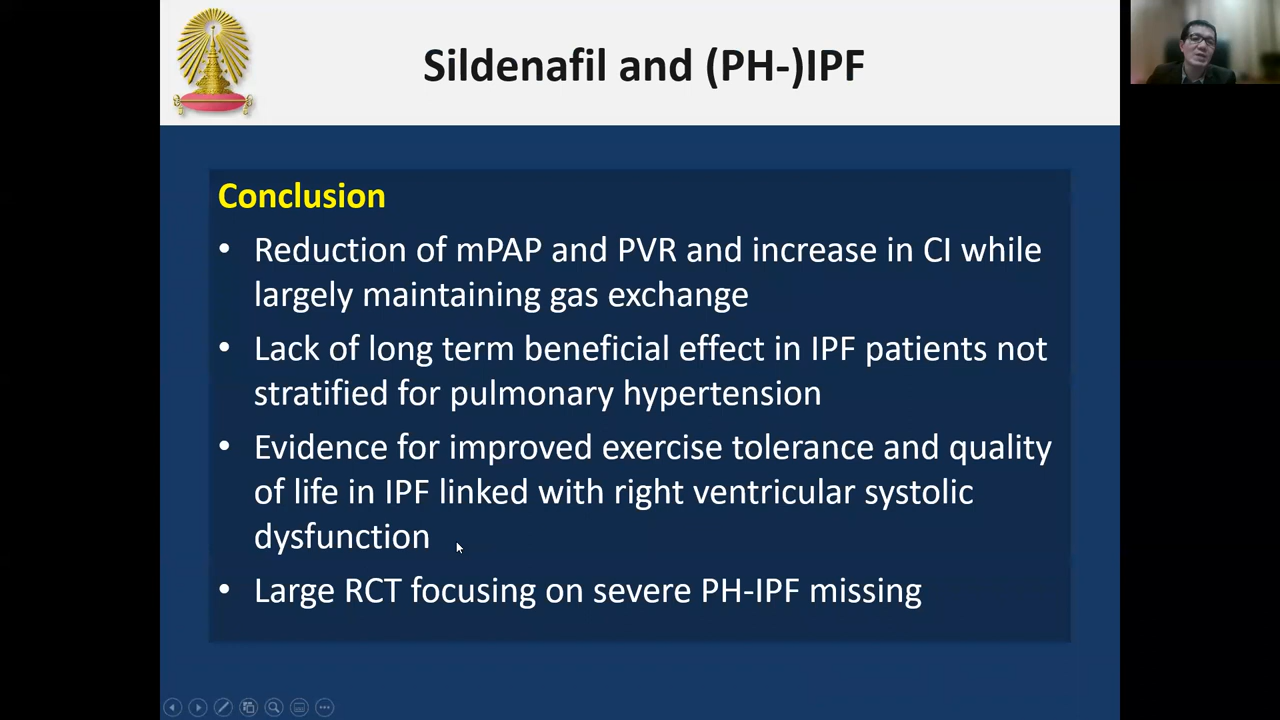 Sildenafil and (PH-)IPF
Conclusion
• Reduction of mPAP and PVR and increase in CI while
largely maintaining gas exchange
• Lack of long term beneficial effect in IPF patients not
stratified for pulmonary hypertension
• Evidence for improved exercise tolerance and quality
of life in IPF linked with right ventricular systolic
dysfunction
• Large RCT focusing on severe PH-IPF missing